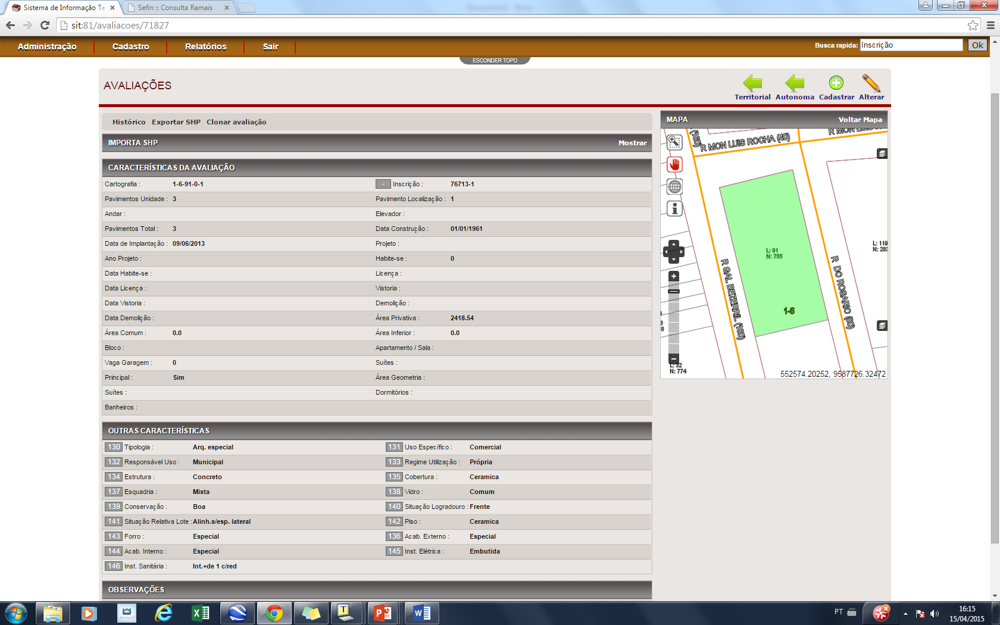 Sistema de Informação Te
Sefin :: Consulta Ramais
sit:81/avaliacoes/71827
Administração Cadastro Relatórios Sair
Busca rapida: Inscrição Ok
ESCONDER TOPO
AVALIAÇÕES
Territorial Autonoma Cadastrar Alterar
Histórico Exportar SHP Clonar avaliação
IMPORTA SHP Mostrar
CARACTERÍSTICAS DA AVALIAÇÃO
Cartografia : 1-6-91-0-1 - Inscrição : 76713-1
Pavimentos Unidade : 3 Pavimento Localização : 1
Andar : Elevador :
Pavimentos Total : 3 Data Construção : 01/01/1961
Data de Implantação : 09/06/2013 Projeto :
Ano Projeto : Habite-se : 0
Data Habite-se : Licença :
Data Licença : Vistoria :
Data Vistoria : Demolição :
Data Demolição : Área Privativa : 2418.54
Área Comum : 0.0 Área Inferior : 0.0
Bloco : Apartamento / Sala :
Vaga Garagem : 0 Suítes :
Principal : Sim Área Geometria :
Suítes : Dormitórios :
Banheiros :
OUTRAS CARACTERÍSTICAS
130 Tipologia : Arq. especial 131 Uso Específico : Comercial
132 Responsável Uso : Municipal 133 Regime Utilização : Própria
134 Estrutura : Concreto 135 Cobertura : Ceramica
137 Esquadria : Mista 138 Vidro : Comum
139 Conservação : Boa 140 Situação Logradouro : Frente
141 Situação Relativa Lote : Alinh.s/esp. lateral 142 Piso : Ceramica
143 Forro : Especial 136 Acab. Externo : Especial
144 Acab. Interno : Especial 145 Inst. Elétrica : Embutida
146 Inst. Sanitária : Int.+de 1 c/red
OBSERVAÇÕES
MAPA Voltar Mapa
(160)
R MON LUIS ROCHA (40)
R MON LUIS
L: 91
N: 755
L: 119
N: 283
R GAL BEZERRIL (160)
R DO ROSARIO (60)
1-6
L: 32
N: 774
552574.20252, 9587726.32472
PT
16:15
15/04/2015